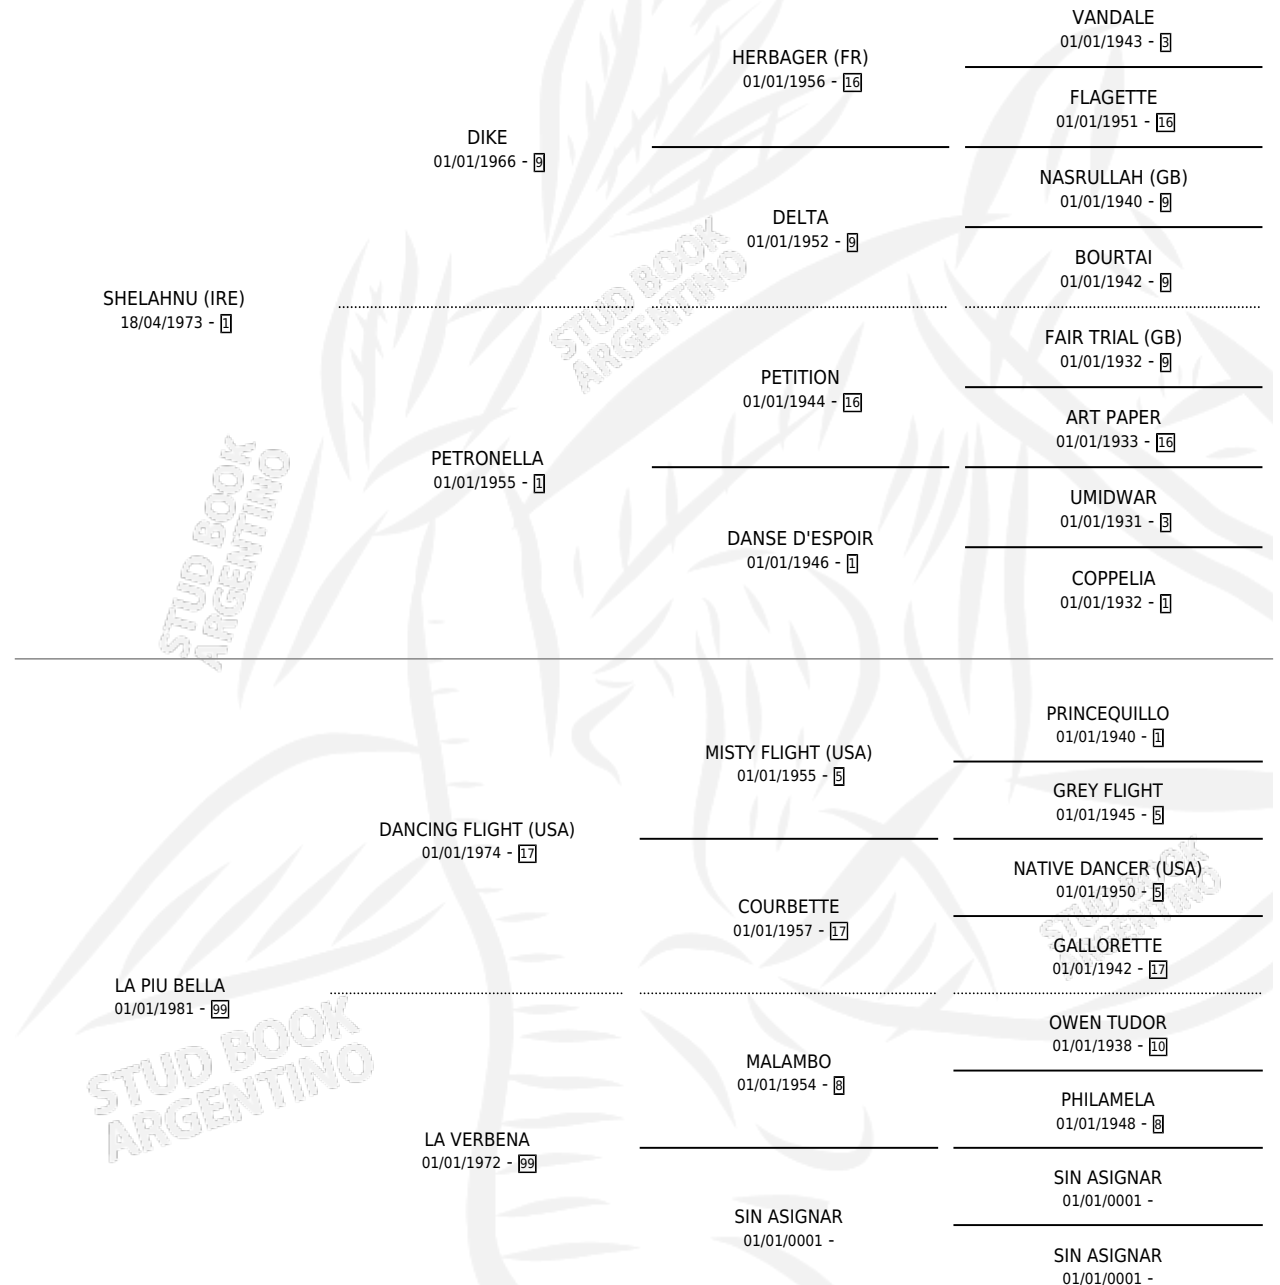 VANDALE
01/01/1943 - 3
HERBAGER (FR)
01/01/1956 - 16
FLAGETTE
01/01/1951 - 16
DIKE
01/01/1966 - 9
NASRULLAH (GB)
01/01/1940 - 9
DELTA
01/01/1952 - 9
BOURTAI
01/01/1942 - 9
SHELAHNU (IRE)
18/04/1973 - 1
FAIR TRIAL (GB)
01/01/1932 - 9
PETITION
01/01/1944 - 16
ART PAPER
01/01/1933 - 16
PETRONELLA
01/01/1955 - 1
UMIDWAR
01/01/1931 - 3
DANSE D'ESPOIR
01/01/1946 - 1
COPPELIA
01/01/1932 - 1
PRINCEQUILLO
01/01/1940 - 1
MISTY FLIGHT (USA)
01/01/1955 - 5
GREY FLIGHT
01/01/1945 - 5
DANCING FLIGHT (USA)
01/01/1974 - 17
NATIVE DANCER (USA)
01/01/1950 - 5
COURBETTE
01/01/1957 - 17
GALLORETTE
01/01/1942 - 17
LA PIU BELLA
01/01/1981 - 99
OWEN TUDOR
01/01/1938 - 10
MALAMBO
01/01/1954 - 8
PHILAMELA
01/01/1948 - 8
LA VERBENA
01/01/1972 - 99
SIN ASIGNAR
01/01/0001 -
SIN ASIGNAR
01/01/0001 -
SIN ASIGNAR
01/01/0001 -
STUD BOOK
ARGENTINO
STUD BOOK
ARGENTINO
STUD BOOK
ARGENTINO
STUD BOOK
ARGENTINO